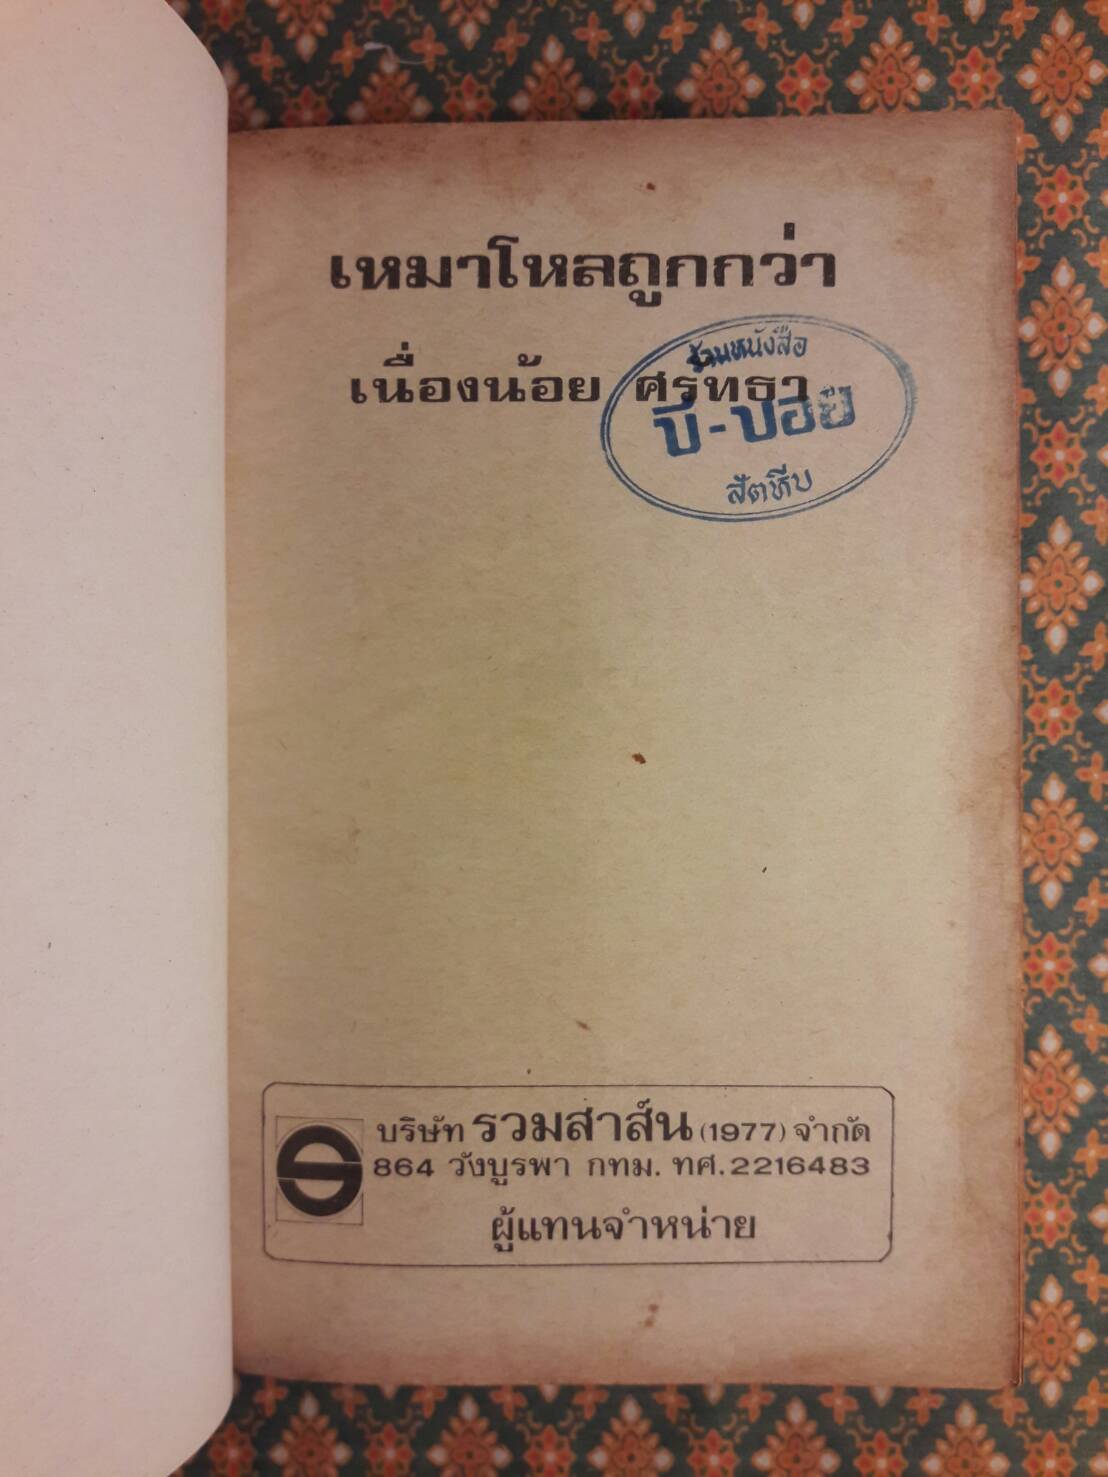 เหมาโหลถูกกว่า
เนื่องน้อย ศรทธา
ร้านหนังสือ
บี-บอย
สัตหีบ
บริษัท รวมสาส์น (1977) จำกัด
864 วังบูรพา กทม. ทศ.2216483
ผู้แทนจำหน่าย